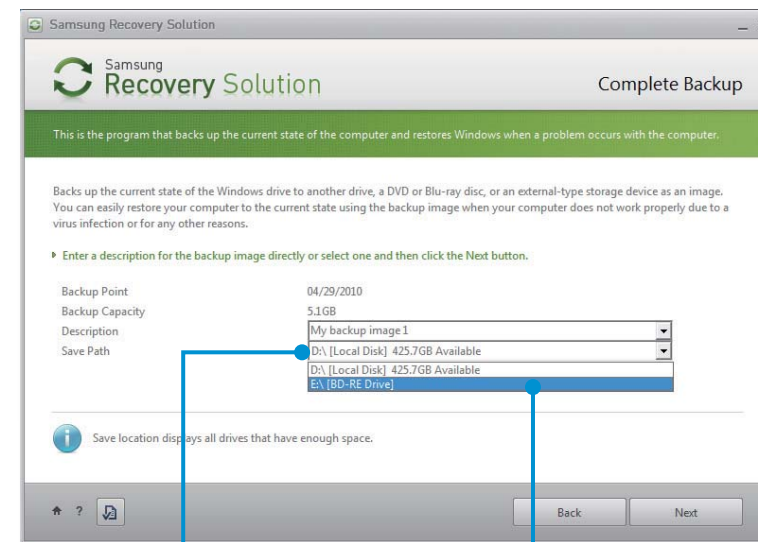 Samsung Recovery Solution
Samsung
Recovery Solution
Complete Backup
This is the program that backs up the current state of the computer and restores Windows when a problem occurs with the computer.
Backs up the current state of the Windows drive to another drive, a DVD or Blu-ray disc, or an external-type storage device as an image.
You can easily restore your computer to the current state using the backup image when your computer does not work properly due to a
virus infection or for any other reasons.
Enter a description for the backup image directly or select one and then click the Next button.
Backup Point 04/29/2010
Backup Capacity 5.1GB
Description My backup image1
Save Path D:\ [Local Disk] 425.7GB Available
D:\ [Local Disk] 425.7GB Available
E:\ [BD-RE Drive]
Save location displays all drives that have enough space.
? Back Next